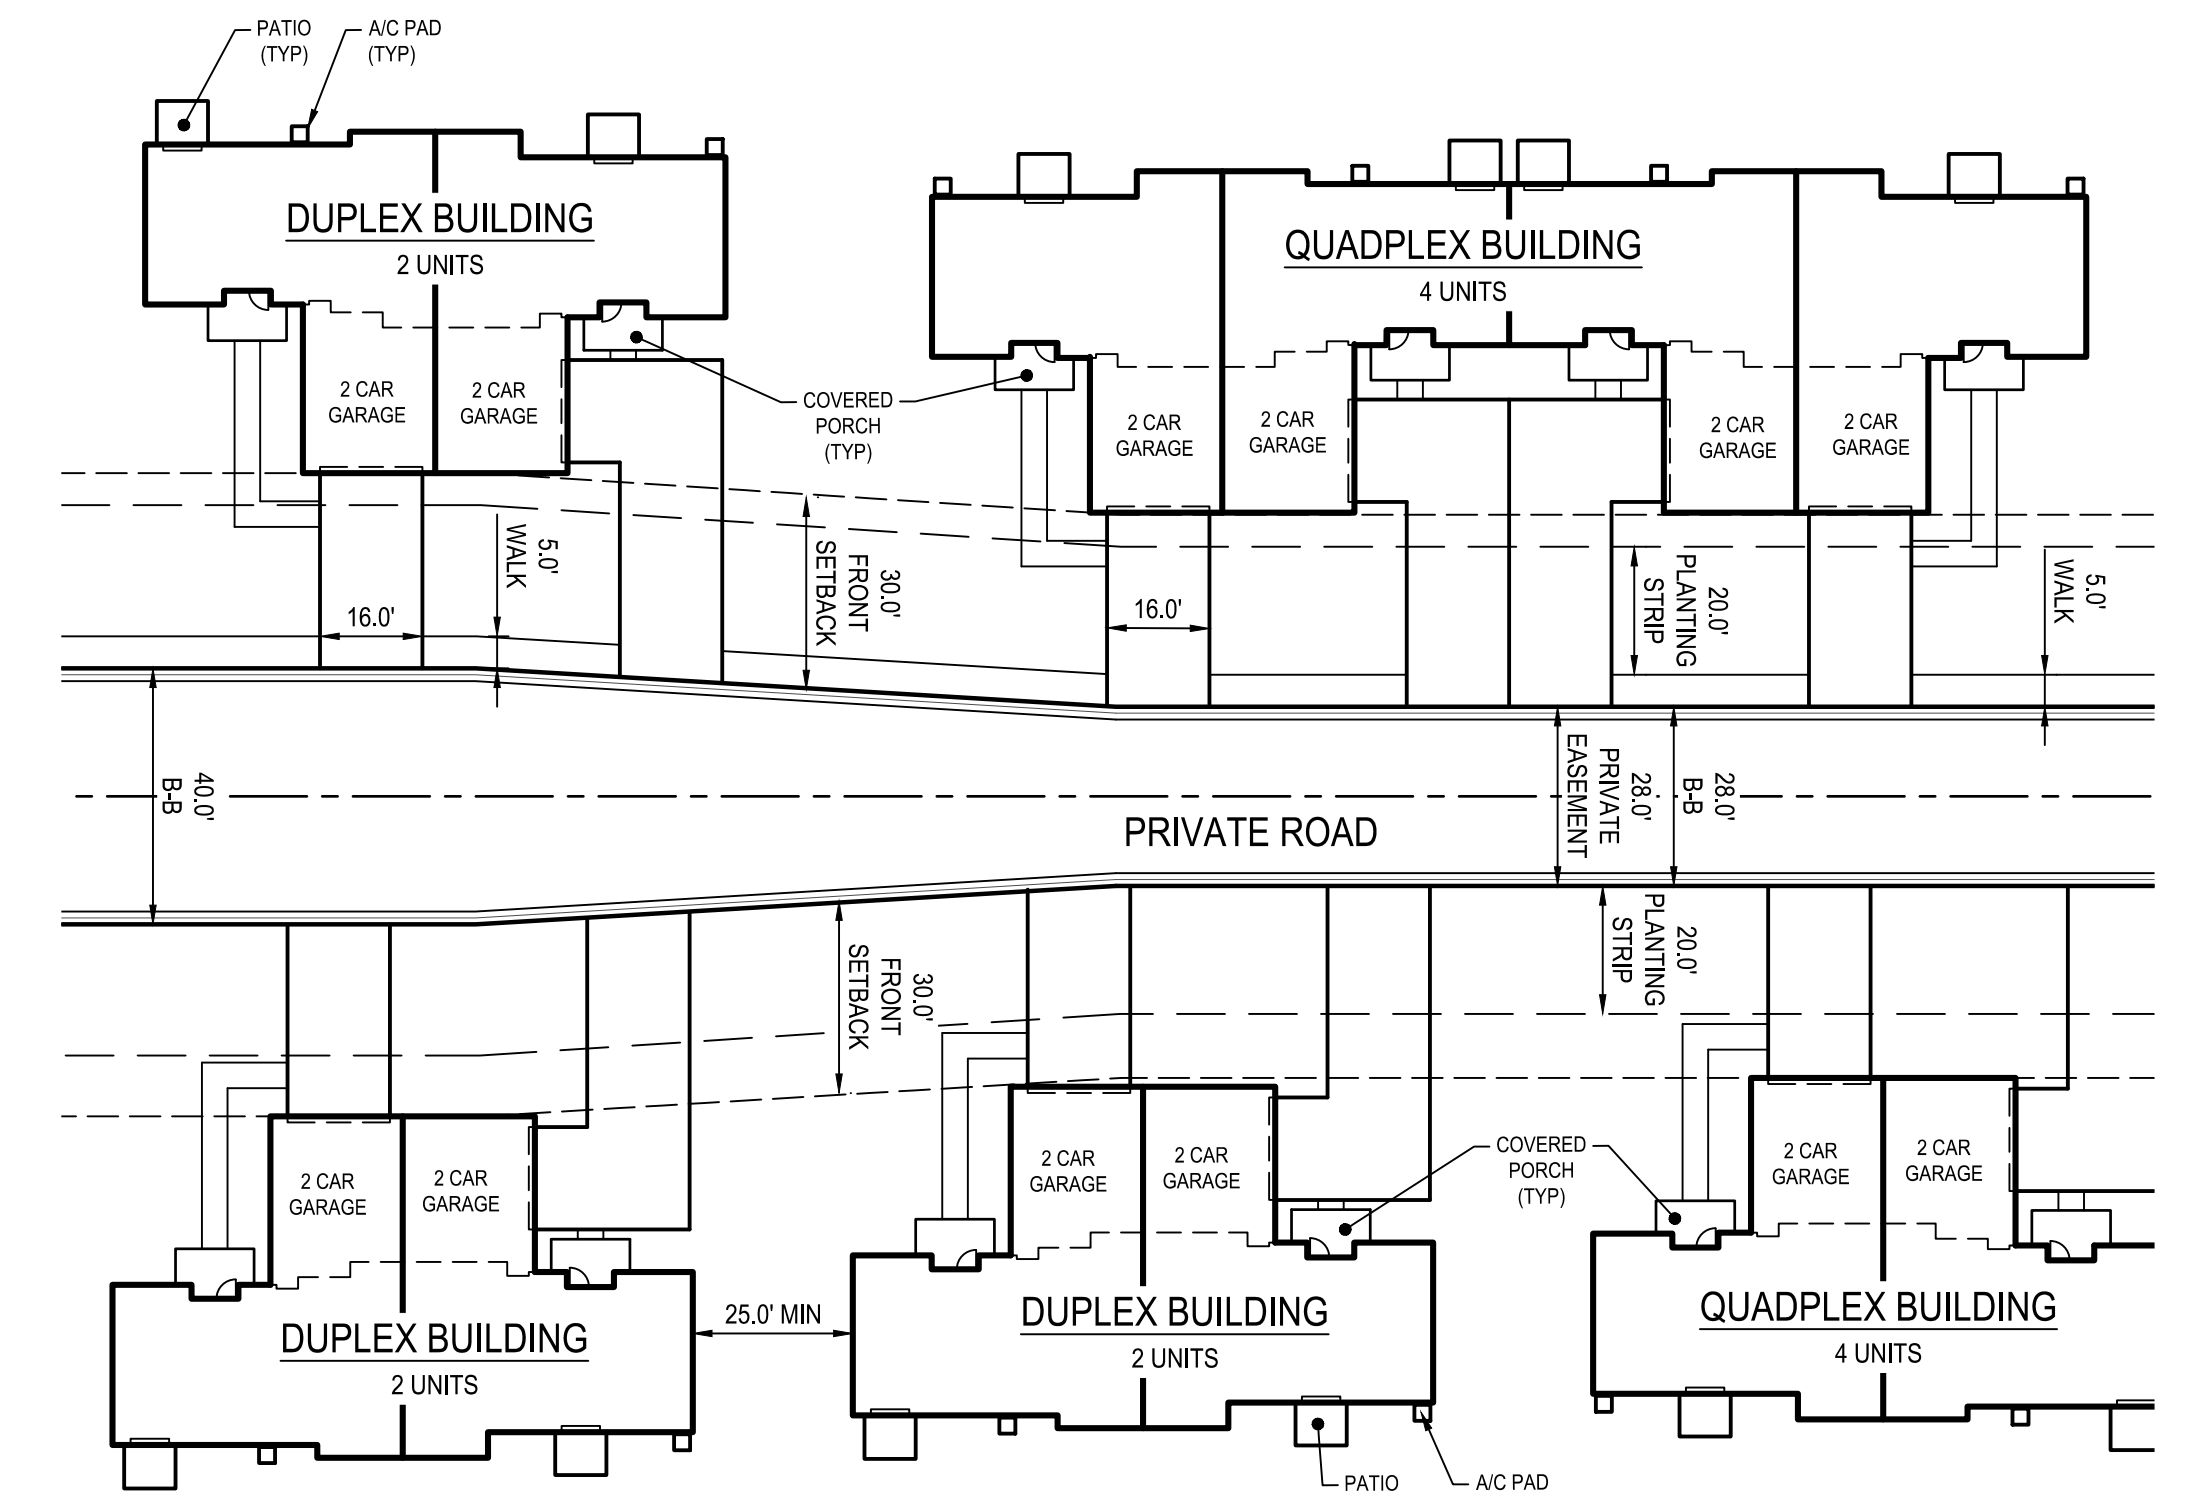 PATIO
(TYP)
A/C PAD
(TYP)
DUPLEX BUILDING
2 UNITS
QUADPLEX BUILDING
4 UNITS
2 CAR
GARAGE
2 CAR
GARAGE
COVERED
PORCH
(TYP)
2 CAR
GARAGE
2 CAR
GARAGE
2 CAR
GARAGE
2 CAR
GARAGE
5.0'
WALK
30.0'
FRONT
SETBACK
20.0'
PLANTING
STRIP
5.0'
WALK
16.0'
16.0'
40.0'
B-B
28.0'
PRIVATE
EASEMENT
28.0'
B-B
PRIVATE ROAD
30.0'
FRONT
SETBACK
20.0'
PLANTING
STRIP
2 CAR
GARAGE
2 CAR
GARAGE
2 CAR
GARAGE
2 CAR
GARAGE
COVERED
PORCH
(TYP)
2 CAR
GARAGE
2 CAR
GARAGE
DUPLEX BUILDING
2 UNITS
25.0' MIN
DUPLEX BUILDING
2 UNITS
QUADPLEX BUILDING
4 UNITS
PATIO
A/C PAD